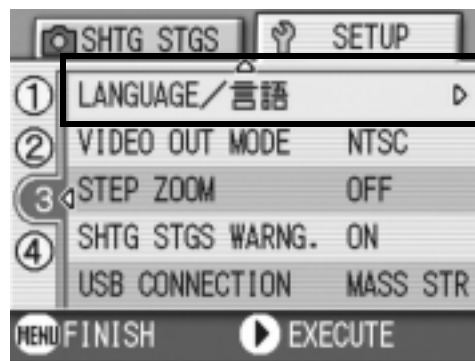 SHTG STGS SETUP
1 LANGUAGE/言語
2 VIDEO OUT MODE NTSC
3 STEP ZOOM OFF
4 SHTG STGS WARNG. ON
USB CONNECTION MASS STR
MENU FINISH EXECUTE